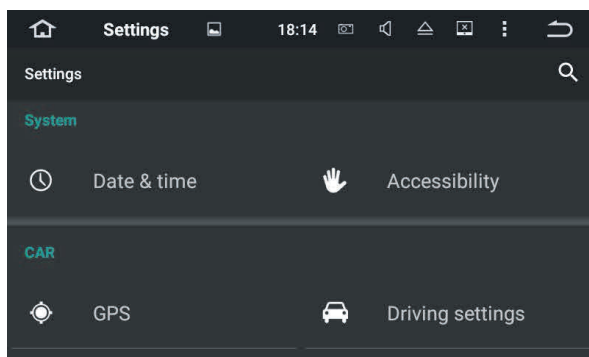 Settings 18:14
Settings
System
Date & time Accessibility
CAR
GPS Driving settings